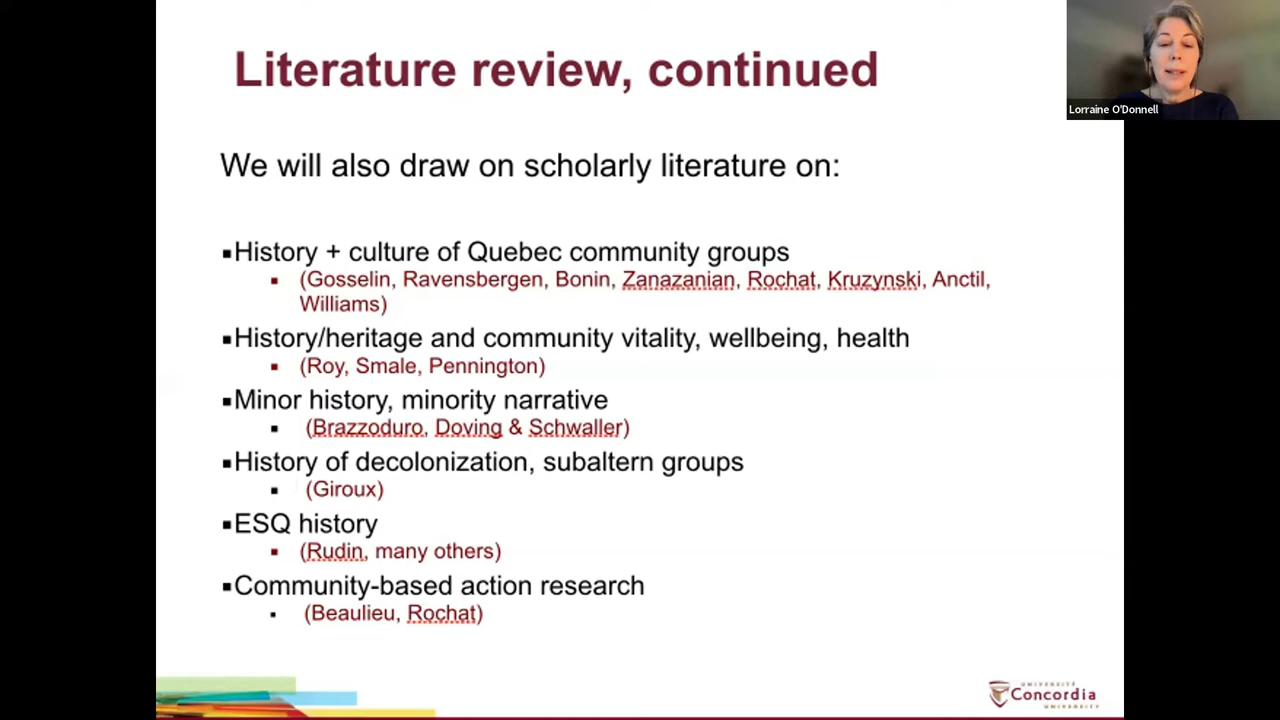 Literature review, continued
Lorraine O'Donnell
We will also draw on scholarly literature on:
▪History + culture of Quebec community groups
▪ (Gosselin, Ravensbergen, Bonin, Zanazanian, Rochat, Kruzynski, Anctil,
Williams)
▪History/heritage and community vitality, wellbeing, health
▪ (Roy, Smale, Pennington)
▪Minor history, minority narrative
▪ (Brazzoduro, Doving & Schwaller)
▪History of decolonization, subaltern groups
▪ (Giroux)
▪ESQ history
▪ (Rudin, many others)
▪Community-based action research
▪ (Beaulieu, Rochat)
UNIVERSITÉ
Concordia
UNIVERSITY